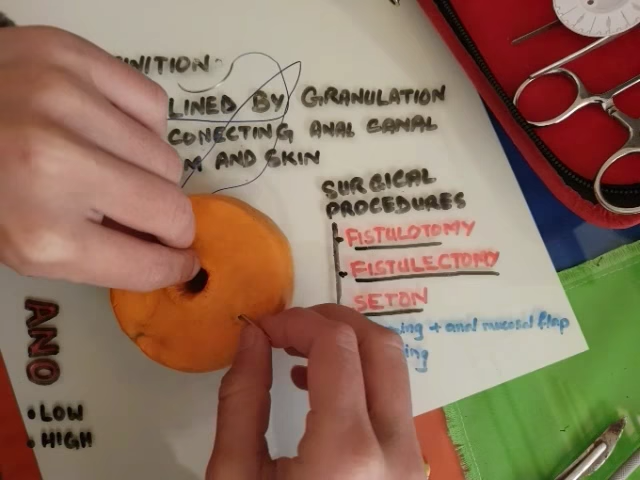 LINED BY GRANULATION
CONECTING ANAL CANAL
AND SKIN
SURGICAL
PROCEDURES
FISTULOTOMY
FISTULECTOMY
SETON
+ anal mucosal flap
ANO
• LOW
• HIGH